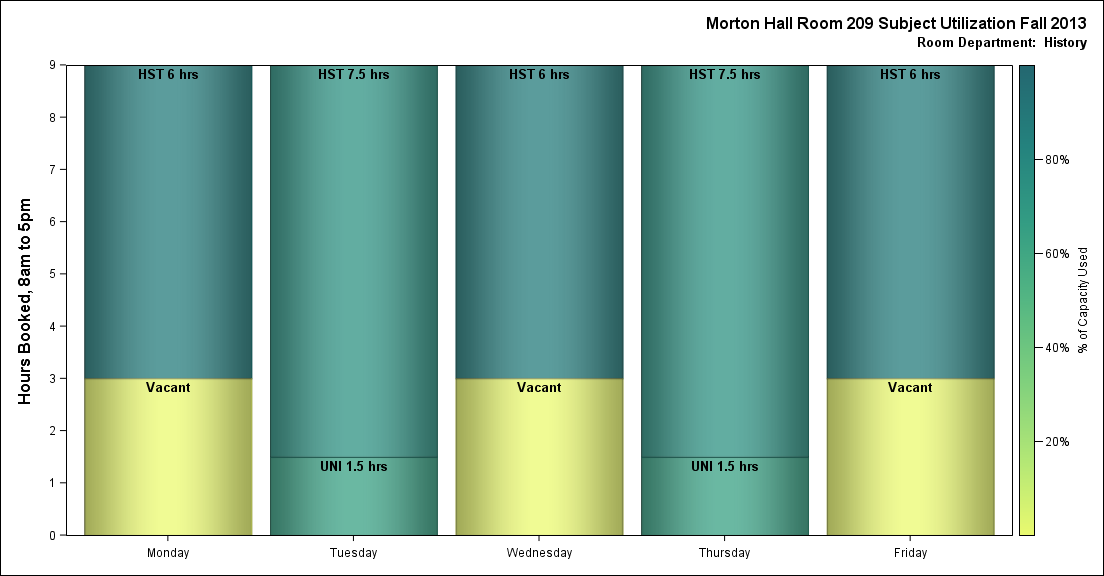 Morton Hall Room 209 Subject Utilization Fall 2013
Room Department:  History
Hours Booked, 8am to 5pm
9
8
7
6
5
4
3
2
1
0
HST 6 hrs
HST 7.5 hrs
HST 6 hrs
HST 7.5 hrs
HST 6 hrs
Vacant
Vacant
Vacant
UNI 1.5 hrs
UNI 1.5 hrs
Monday
Tuesday
Wednesday
Thursday
Friday
80%
60%
40%
20%
% of Capacity Used